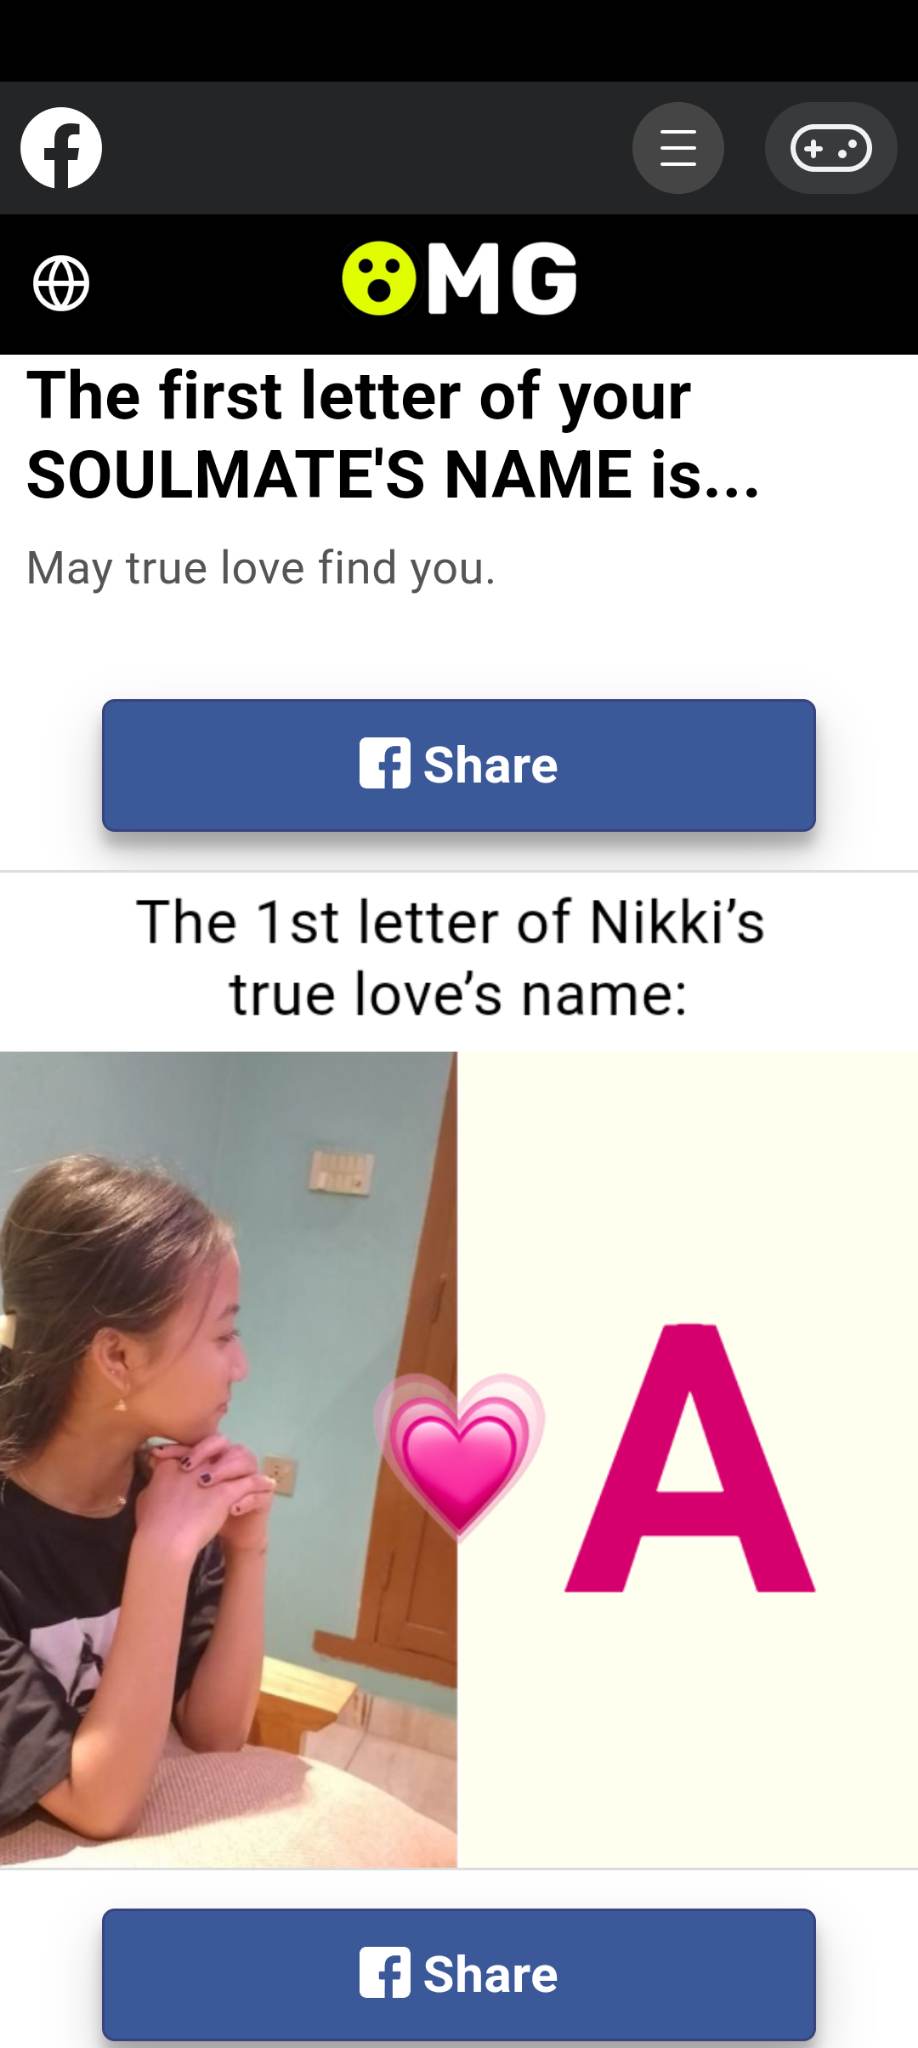 OMG
The first letter of your
SOULMATE'S NAME is...
May true love find you.
Share
The 1st letter of Nikki’s
true love’s name:
A
Share